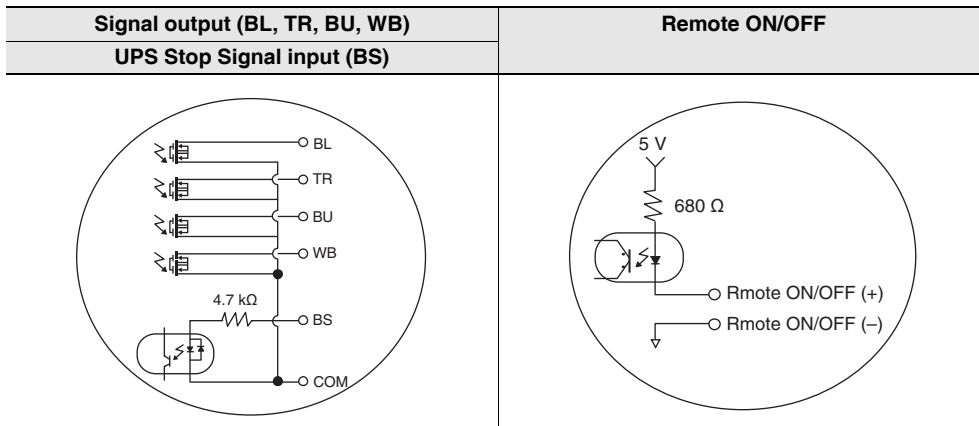 Signal output (BL, TR, BU, WB)
UPS Stop Signal input (BS)
Remote ON/OFF
BL
TR
BU
WB
4.7 kΩ
BS
COM
5 V
680 Ω
Rmote ON/OFF (+)
Rmote ON/OFF (–)